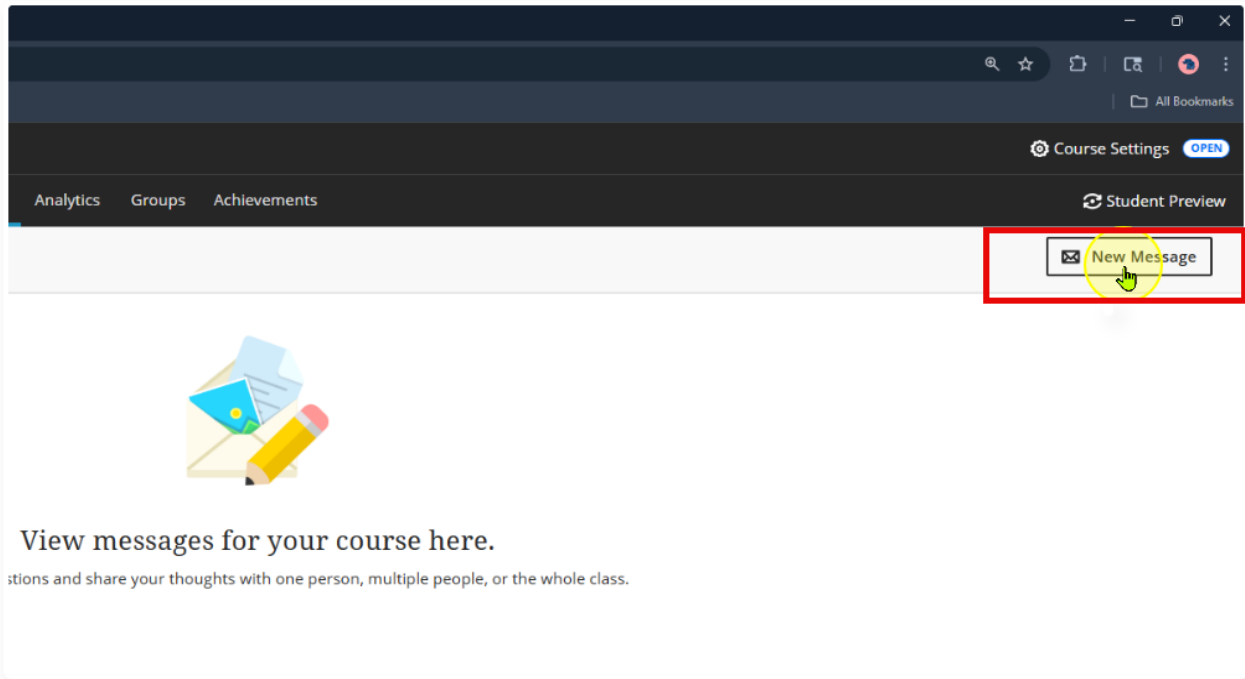 All Bookmarks
Course Settings OPEN
Analytics Groups Achievements Student Preview
New Message
View messages for your course here.
and share your thoughts with one person, multiple people, or the whole class.